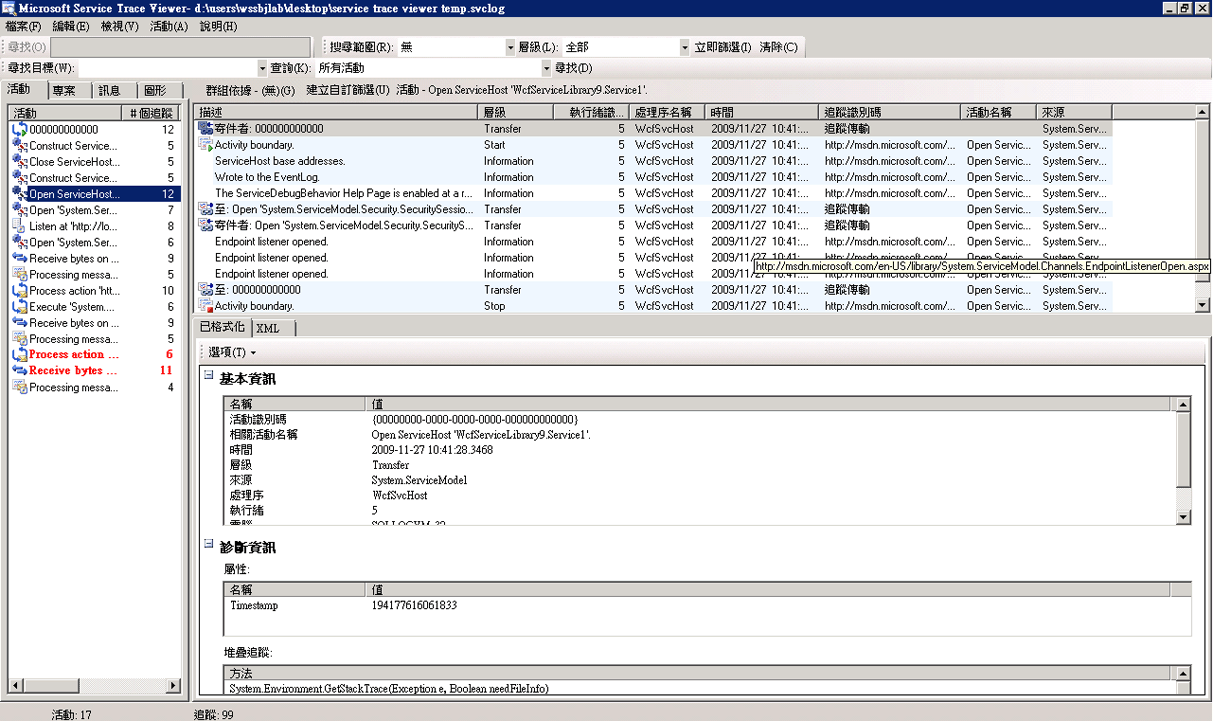 Microsoft Service Trace Viewer- d:\users\wssbjlab\desktop\service trace viewer temp.svclog
檔案(F) 編輯(E) 檢視(V) 活動(A) 說明(H)
尋找(O) 搜尋範圍(R): 無 層級(L): 全部 立即篩選(I) 清除(C)
尋找目標(W): 查詢(K): 所有活動 尋找(D)
活動 專案 訊息 圖形 群組依據 - (無)(G) 建立自訂篩選(U) 活動 - Open ServiceHost 'WcfServiceLibrary9.Service1'.
活動 # 個追蹤
000000000000 12
Construct Service... 5
Close ServiceHost... 5
Construct Service... 5
Open ServiceHost... 12
Open 'System.Ser... 7
Listen at 'http://lo... 8
Open 'System.Ser... 6
Receive bytes on ... 9
Processing messa... 5
Process action 'htt... 10
Execute 'System.... 6
Receive bytes on ... 9
Processing messa... 5
Process action ... 6
Receive bytes ... 11
Processing messa... 4
描述 層級 執行緒識... 處理序名稱 時間 追蹤識別碼 活動名稱 來源
寄件者: 000000000000 Transfer 5 WcfSvcHost 2009/11/27 10:41:... 追蹤傳輸 System.Serv...
Activity boundary. Start 5 WcfSvcHost 2009/11/27 10:41:... http://msdn.microsoft.com/... Open Servic... System.Serv...
ServiceHost base addresses. Information 5 WcfSvcHost 2009/11/27 10:41:... http://msdn.microsoft.com/... Open Servic... System.Serv...
Wrote to the EventLog. Information 5 WcfSvcHost 2009/11/27 10:41:... http://msdn.microsoft.com/... Open Servic... System.Serv...
The ServiceDebugBehavior Help Page is enabled at a r... Information 5 WcfSvcHost 2009/11/27 10:41:... http://msdn.microsoft.com/... Open Servic... System.Serv...
至: Open 'System.ServiceModel.Security.SecuritySessio... Transfer 5 WcfSvcHost 2009/11/27 10:41:... 追蹤傳輸 Open Servic... System.Serv...
寄件者: Open 'System.ServiceModel.Security.SecurityS... Transfer 5 WcfSvcHost 2009/11/27 10:41:... 追蹤傳輸 Open Servic... System.Serv...
Endpoint listener opened. Information 5 WcfSvcHost 2009/11/27 10:41:... http://msdn.microsoft.com/... Open Servic... System.Serv...
Endpoint listener opened. Information 5 WcfSvcHost
http://msdn.microsoft.com/en-US/library/System.ServiceModel.Channels.EndpointListenerOpen.aspx
Endpoint listener opened. Information 5 WcfSvcHost 2009/11/27 10:41:... http://msdn.microsoft.com/... Open Servic... System.Serv...
至: 000000000000 Transfer 5 WcfSvcHost 2009/11/27 10:41:... 追蹤傳輸 Open Servic... System.Serv...
Activity boundary. Stop 5 WcfSvcHost 2009/11/27 10:41:... http://msdn.microsoft.com/... Open Servic... System.Serv...
已格式化 XML
選項(T)
基本資訊
名稱 值
活動識別碼 {00000000-0000-0000-0000-000000000000}
相關活動名稱 Open ServiceHost 'WcfServiceLibrary9.Service1'.
時間 2009-11-27 10:41:28.3468
層級 Transfer
來源 System.ServiceModel
處理序 WcfSvcHost
執行緒 5
診斷資訊
屬性:
名稱 值
Timestamp 194177616061833
堆疊追蹤:
方法
System.Environment.GetStackTrace(Exception e, Boolean needFileInfo)
活動: 17 追蹤: 99